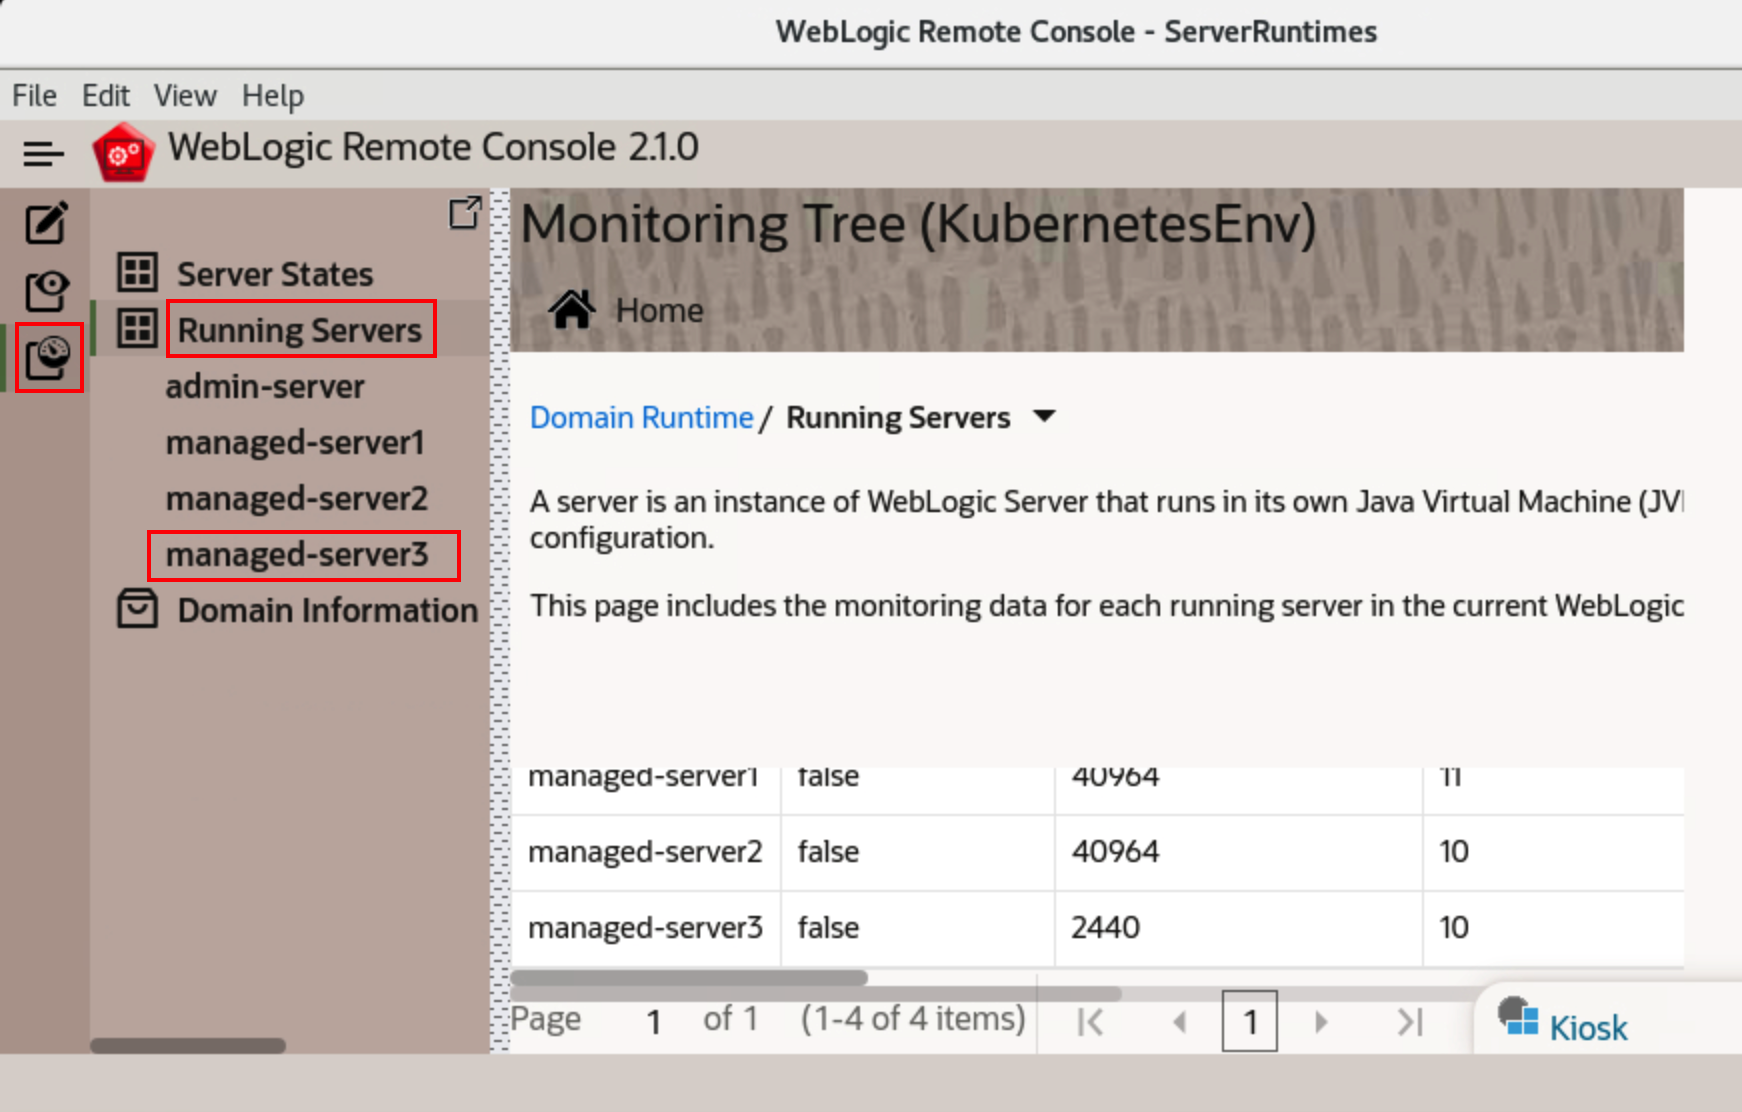 WebLogic Remote Console - ServerRuntimes
File Edit View Help
WebLogic Remote Console 2.1.0
Server States
Running Servers
admin-server
managed-server1
managed-server2
managed-server3
Domain Information
Monitoring Tree (KubernetesEnv)
Home
Domain Runtime / Running Servers
A server is an instance of WebLogic Server that runs in its own Java Virtual Machine (JV
configuration.
This page includes the monitoring data for each running server in the current WebLogic
managed-server1 false 40964 11
managed-server2 false 40964 10
managed-server3 false 2440 10
Page 1 of 1 (1-4 of 4 items) 1
Kiosk